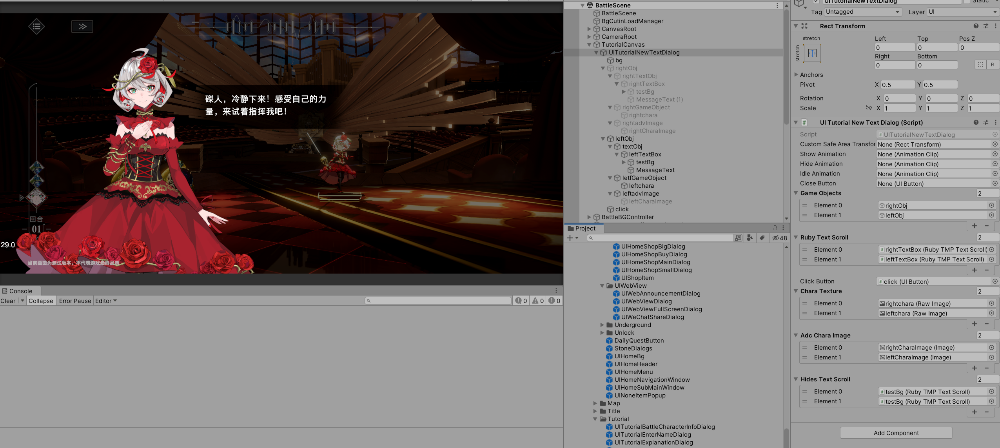 磔人，冷静下来！感受自己的力
量，来试着指挥我吧！
回合
01
29.0
当前画面为测试版本，不代表游戏最终品质
Console
Clear
Collapse
Error Pause
Editor
0
0
0
BattleScene
BattleScene
BgCutinLoadManager
CanvasRoot
CameraRoot
TutorialCanvas
UITutorialNewTextDialog
bg
rightObj
rightTextObj
rightTextBox
testBg
MessageText (1)
rightGameObject
rightchara
rightadvImage
rightCharaImage
leftObj
textObj
leftTextBox
testBg
MessageText
letfGameObject
leftchara
leftadvImage
leftCharaImage
click
BattleBGController
Project
48
UIHomeShopBigDialog
UIHomeShopBuyDialog
UIHomeShopMainDialog
UIHomeShopSmallDialog
UIShopItem
UIWebView
UIWebAnnouncementDialog
UIWebViewDialog
UIWebViewFullScreenDialog
UIWeChatShareDialog
Underground
Unlock
DailyQuestButton
StoneDialogs
UIHomeBg
UIHomeHeader
UIHomeMenu
UIHomeNavigationWindow
UIHomeSubMainWindow
UINoneItemPopup
Map
Title
Tutorial
UITutorialBattleCharacterInfoDialog
UITutorialEnterNameDialog
UITutorialExplanationDialog
UITutorialNewTextDialog
Static
Tag Untagged Layer UI
Rect Transform
stretch
stretch
Left Top Pos Z
0 0 0
Right Bottom
0 0
R
Anchors
Pivot X 0.5 Y 0.5
Rotation X 0 Y 0 Z 0
Scale X 1 Y 1 Z 1
UI Tutorial New Text Dialog (Script)
Script UITutorialNewTextDialog
Custom Safe Area Transfor None (Rect Transform)
Show Animation None (Animation Clip)
Hide Animation None (Animation Clip)
Idle Animation None (Animation Clip)
Close Button None (UI Button)
Game Objects 2
Element 0 rightObj
Element 1 leftObj
Ruby Text Scroll 2
Element 0 rightTextBox (Ruby TMP Text Scroll)
Element 1 leftTextBox (Ruby TMP Text Scroll)
Click Button click (UI Button)
Chara Texture 2
Element 0 rightchara (Raw Image)
Element 1 leftchara (Raw Image)
Adc Chara Image 2
Element 0 rightCharaImage (Image)
Element 1 leftCharaImage (Image)
Hides Text Scroll 2
Element 0 testBg (Ruby TMP Text Scroll)
Element 1 testBg (Ruby TMP Text Scroll)
Add Component